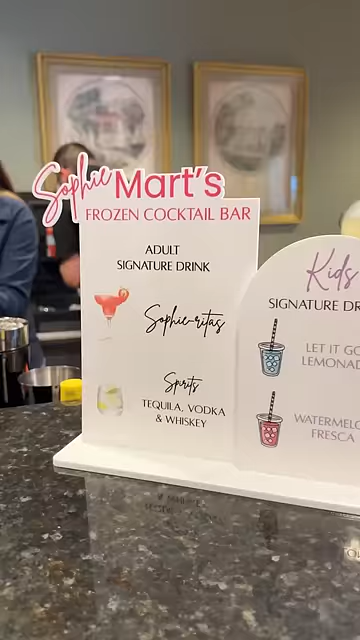 Sophie Mart's
FROZEN COCKTAIL BAR
ADULT
SIGNATURE DRINK
Sophie-ritas
Spirits
TEQUILA, VODKA
& WHISKEY
Kids
SIGNATURE DR
LET IT GO
LEMONAD
WATERMELO
FRESCA